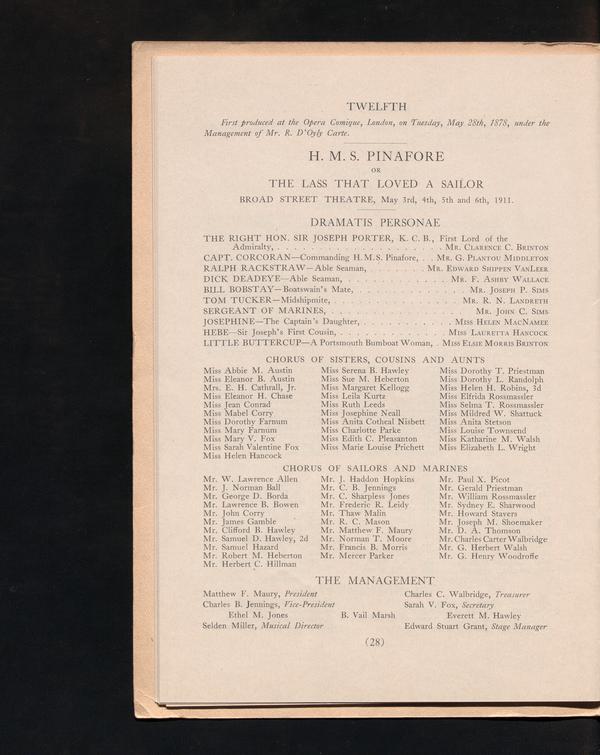 TWELFTH
First produced at the Opera Comique, London, on Tuesday, May 28th, 1878, under the
Management of Mr. R. D'Oyly Carte.
H. M. S. PINAFORE
OR
THE LASS THAT LOVED A SAILOR
BROAD STREET THEATRE, May 3rd, 4th, 5th and 6th, 1911.
DRAMATIS PERSONAE
THE RIGHT HON. SIR JOSEPH PORTER, K. C. B., First Lord of the
Admiralty, . . . . . . . . . . . . . . . . . . . Mr. Clarence C. Brinton
CAPT. CORCORAN—Commanding H.M.S. Pinafore, . . Mr. G. Plantou Middleton
RALPH RACKSTRAW—Able Seaman, . . . . . . . Mr. Edward Shippen VanLeer
DICK DEADEYE—Able Seaman, . . . . . . . . . . . . Mr. F. Ashby Wallace
BILL BOBSTAY—Boatswain's Mate, . . . . . . . . . . . . . Mr. Joseph P. Sims
TOM TUCKER—Midshipmite, . . . . . . . . . . . . . . . Mr. R. N. Landreth
SERGEANT OF MARINES, . . . . . . . . . . . . . . . . . . Mr. John C. Sims
JOSEPHINE—The Captain's Daughter, . . . . . . . . . . . Miss Helen MacNamee
HEBE—Sir Joseph's First Cousin, . . . . . . . . . . . . . Miss Lauretta Hancock
LITTLE BUTTERCUP—A Portsmouth Bumboat Woman, . Miss Elsie Morris Brinton
CHORUS OF SISTERS, COUSINS AND AUNTS
Miss Abbie M. Austin
Miss Eleanor B. Austin
Mrs. E. H. Cathrall, Jr.
Miss Eleanor H. Chase
Miss Jean Conrad
Miss Mabel Corry
Miss Dorothy Farnum
Miss Mary Farnum
Miss Mary V. Fox
Miss Sarah Valentine Fox
Miss Helen Hancock
Miss Serena B. Hawley
Miss Sue M. Heberton
Miss Margaret Kellogg
Miss Leila Kurtz
Miss Ruth Leeds
Miss Josephine Neall
Miss Anita Cotheal Nisbett
Miss Charlotte Parke
Miss Edith C. Pleasanton
Miss Marie Louise Prichett
Miss Dorothy T. Priestman
Miss Dorothy L. Randolph
Miss Helen H. Robins, 3d
Miss Elfrida Rossmassler
Miss Selma T. Rossmassler
Miss Mildred W. Shattuck
Miss Anita Stetson
Miss Louise Townsend
Miss Katharine M. Walsh
Miss Elizabeth L. Wright
CHORUS OF SAILORS AND MARINES
Mr. W. Lawrence Allen
Mr. J. Norman Ball
Mr. George D. Borda
Mr. Lawrence B. Bowen
Mr. John Corry
Mr. James Gamble
Mr. Clifford B. Hawley
Mr. Samuel D. Hawley, 2d
Mr. Samuel Hazard
Mr. Robert M. Heberton
Mr. Herbert C. Hillman
Mr. J. Haddon Hopkins
Mr. C. B. Jennings
Mr. C. Sharpless Jones
Mr. Frederic R. Leidy
Mr. Thaw Malin
Mr. R. C. Mason
Mr. Matthew F. Maury
Mr. Norman T. Moore
Mr. Francis B. Morris
Mr. Mercer Parker
Mr. Paul X. Picot
Mr. Gerald Priestman
Mr. William Rossmassler
Mr. Sydney E. Sharwood
Mr. Howard Stavers
Mr. Joseph M. Shoemaker
Mr. D. A. Thomson
Mr. Charles Carter Walbridge
Mr. G. Herbert Walsh
Mr. G. Henry Woodroffe
THE MANAGEMENT
Matthew F. Maury, President
Charles C. Walbridge, Treasurer
Charles B. Jennings, Vice-President
Sarah V. Fox, Secretary
Ethel M. Jones B. Vail Marsh Everett M. Hawley
Selden Miller, Musical Director
Edward Stuart Grant, Stage Manager
(28)